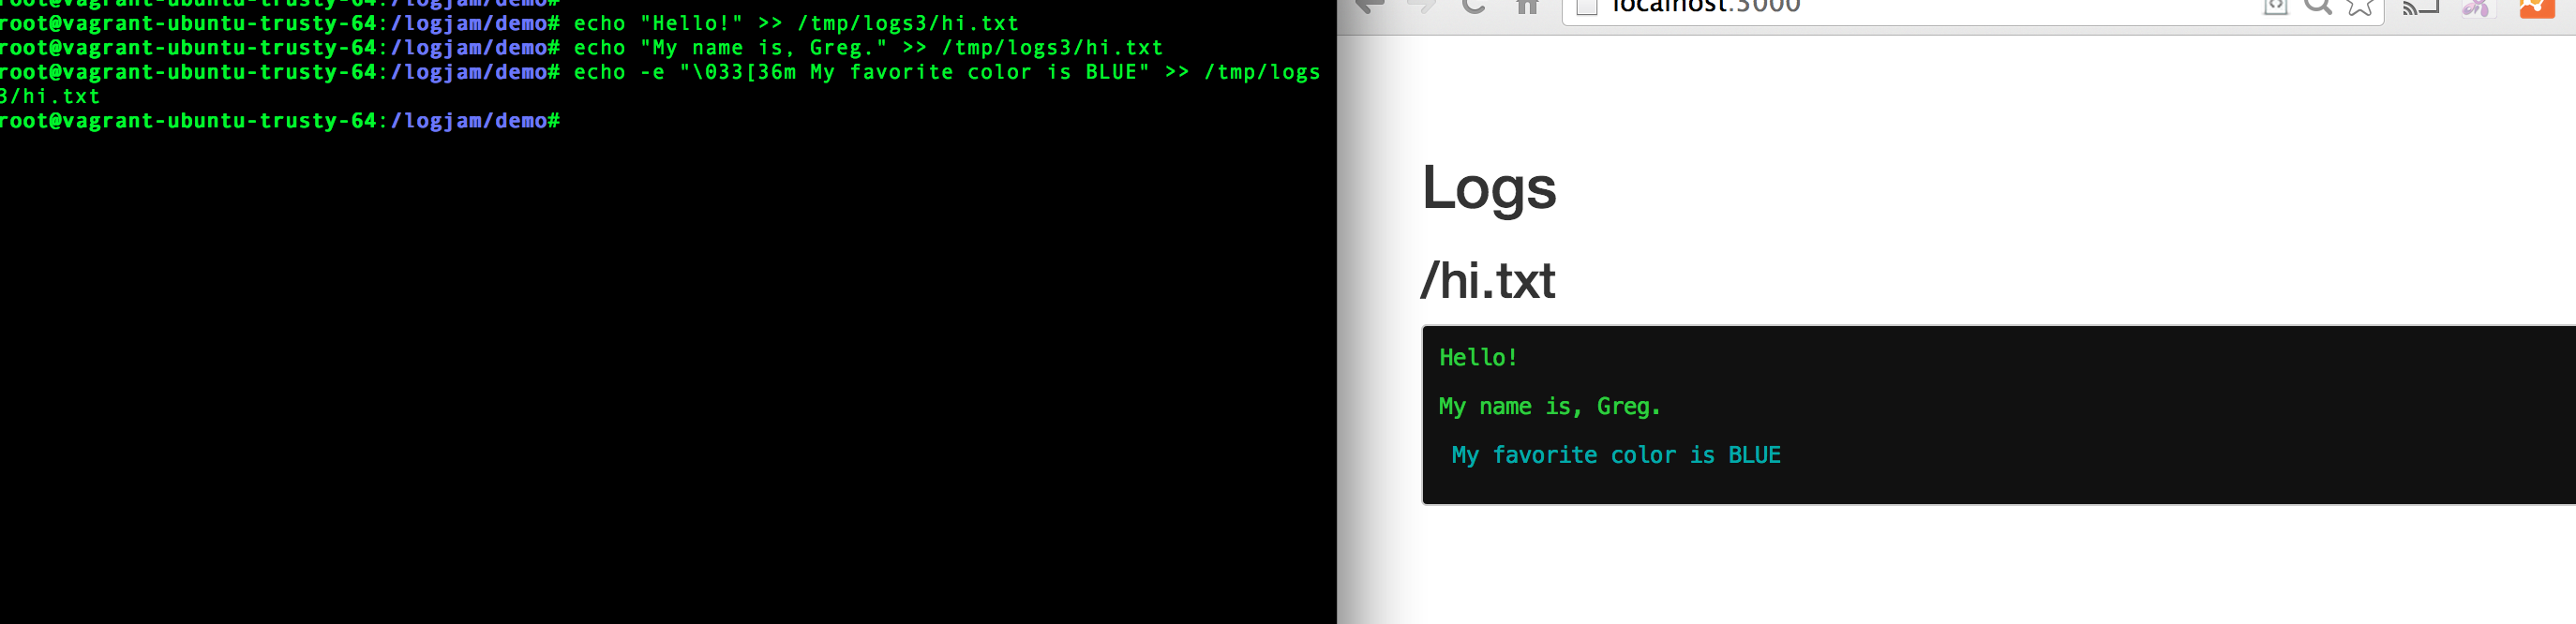 root@vagrant-ubuntu-trusty-64:/logjam/demo#
root@vagrant-ubuntu-trusty-64:/logjam/demo# echo "Hello!" >> /tmp/logs3/hi.txt
root@vagrant-ubuntu-trusty-64:/logjam/demo# echo "My name is, Greg." >> /tmp/logs3/hi.txt
root@vagrant-ubuntu-trusty-64:/logjam/demo# echo -e "\033[36m My favorite color is BLUE" >> /tmp/logs
3/hi.txt
root@vagrant-ubuntu-trusty-64:/logjam/demo#
localhost:3000
Logs
/hi.txt
Hello!
My name is, Greg.
My favorite color is BLUE